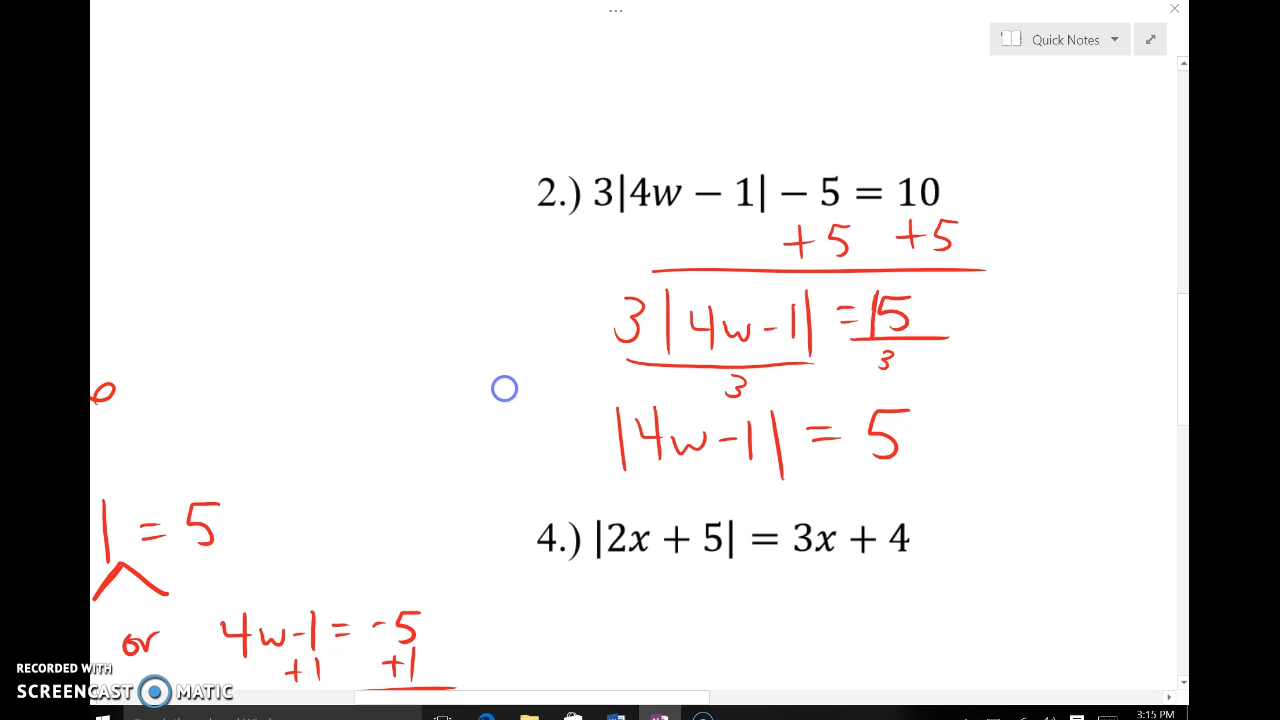 Quick Notes
2.) 3|4w − 1| − 5 = 10
+5 +5
3|4w-1| = 15
3 3
|4w-1| = 5
4.) |2x + 5| = 3x + 4
| = 5
or 4w-1 = -5
+1 +1
RECORDED WITH
SCREENCAST MATIC
3:15 PM